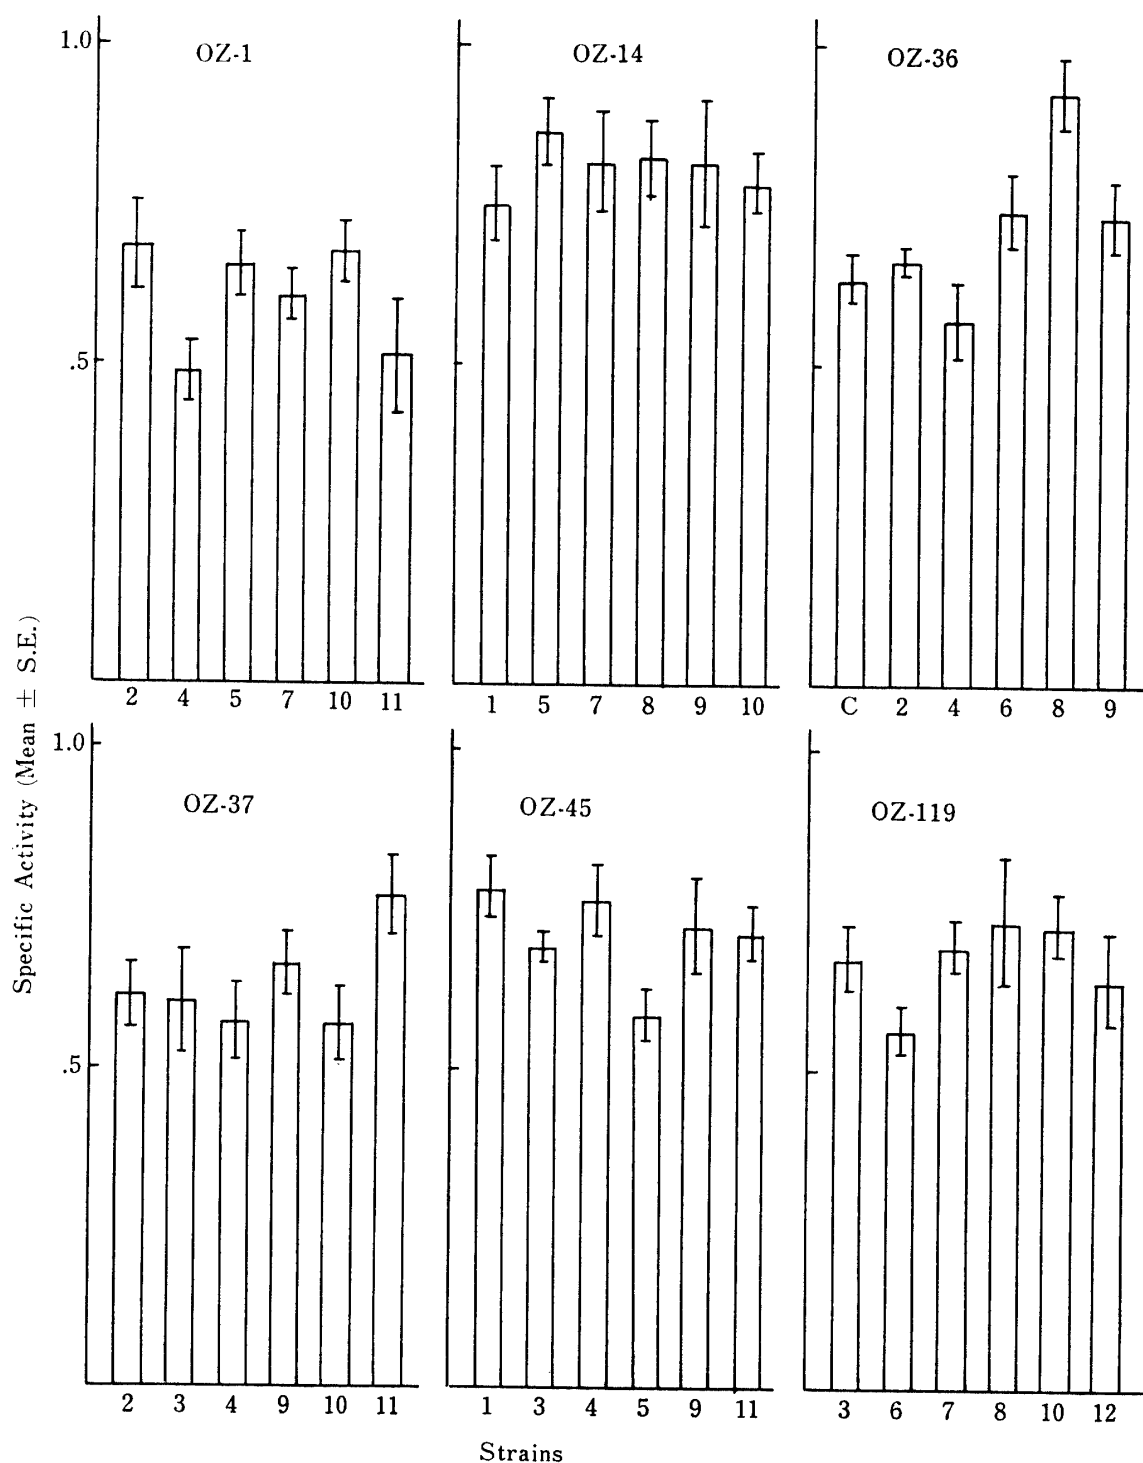 1.0
OZ-1
OZ-14
OZ-36
.5
2 4 5 7 10 11
1 5 7 8 9 10
C 2 4 6 8 9
Specific Activity (Mean ± S.E.)
1.0
OZ-37
OZ-45
OZ-119
.5
2 3 4 9 10 11
1 3 4 5 9 11
3 6 7 8 10 12
Strains